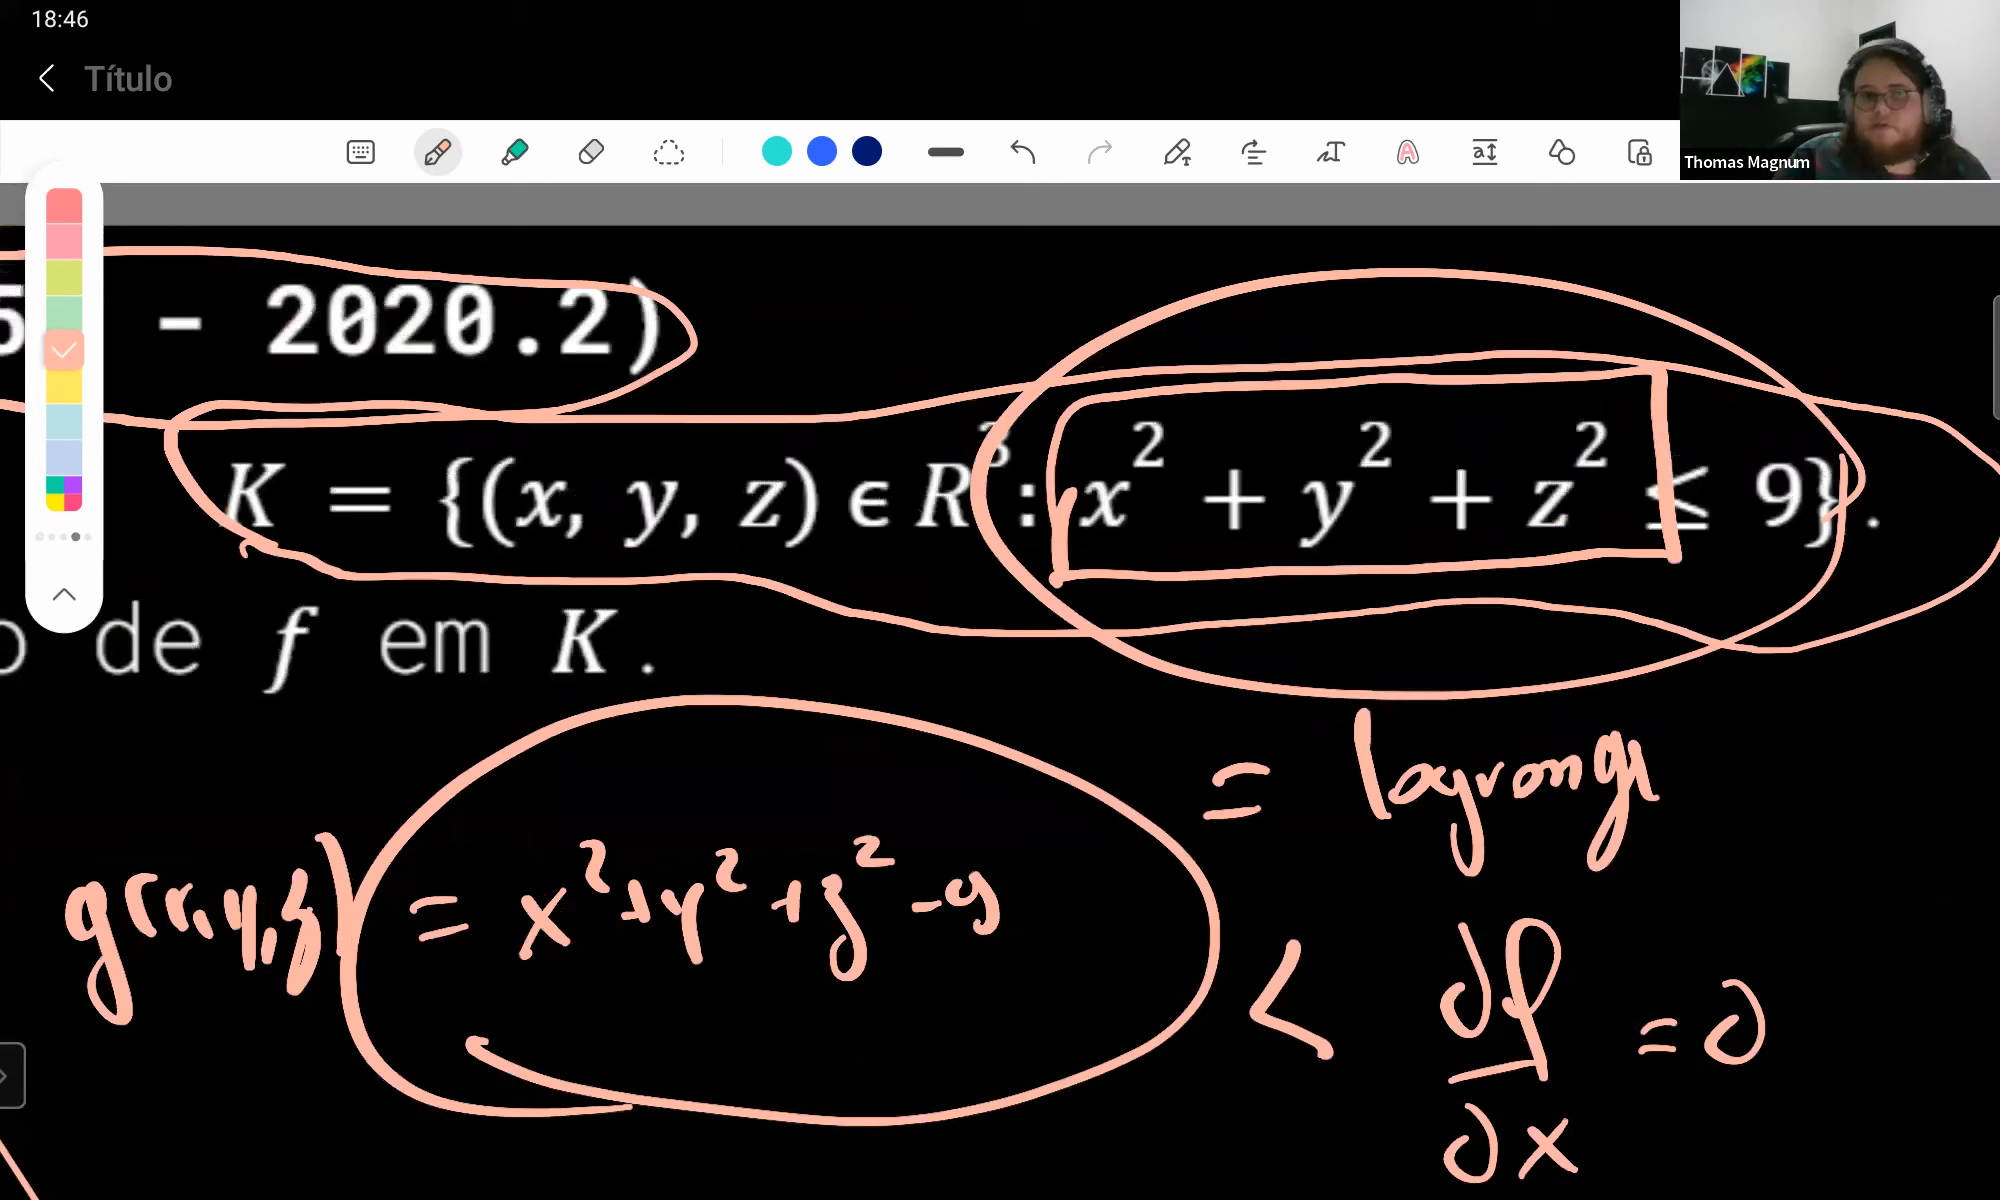 18:46
Título
Thomas Magnum
5 - 2020.2)
K = {(x, y, z) ϵ R³: x² + y² + z² ≤ 9}.
o de f em K.
= lagrange
g(x,y,z) = x²+y²+z²-9
< ∂f/∂x = 0